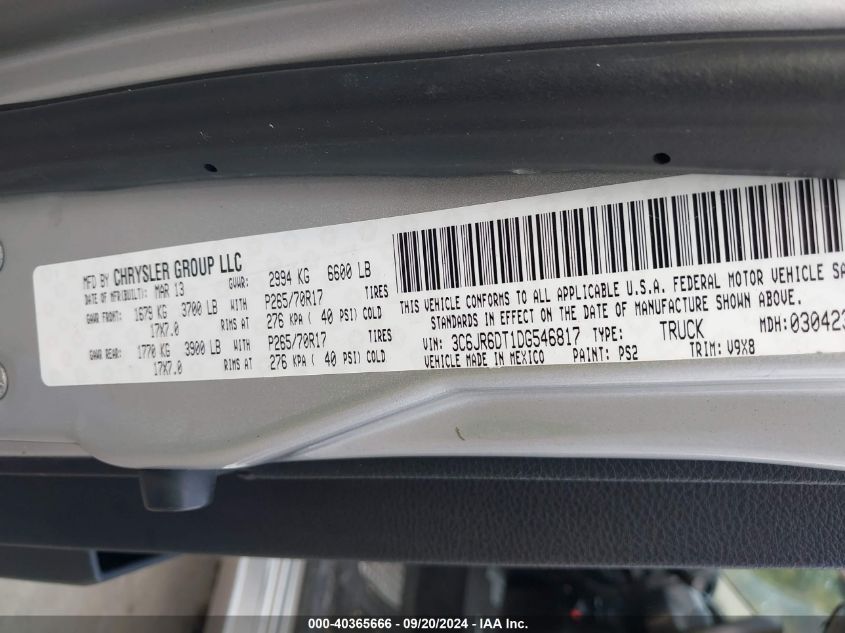 MFD BY CHRYSLER GROUP LLC
DATE OF MFR(BUILT): MAR 13 GVWR: 2994 KG 6600 LB
GAWR FRONT: 1679 KG 3700 LB WITH P265/70R17 TIRES
17X7.0 RIMS AT 276 KPA ( 40 PSI) COLD
GAWR REAR: 1770 KG 3900 LB WITH P265/70R17 TIRES
17X7.0 RIMS AT 276 KPA ( 40 PSI) COLD
THIS VEHICLE CONFORMS TO ALL APPLICABLE U.S.A. FEDERAL MOTOR VEHICLE SA
STANDARDS IN EFFECT ON THE DATE OF MANUFACTURE SHOWN ABOVE.
VIN: 3C6JR6DT1DG546817 TYPE: TRUCK MDH:030423
VEHICLE MADE IN MEXICO PAINT: PS2 TRIM: V9X8
000-40365666 - 09/20/2024 - IAA Inc.